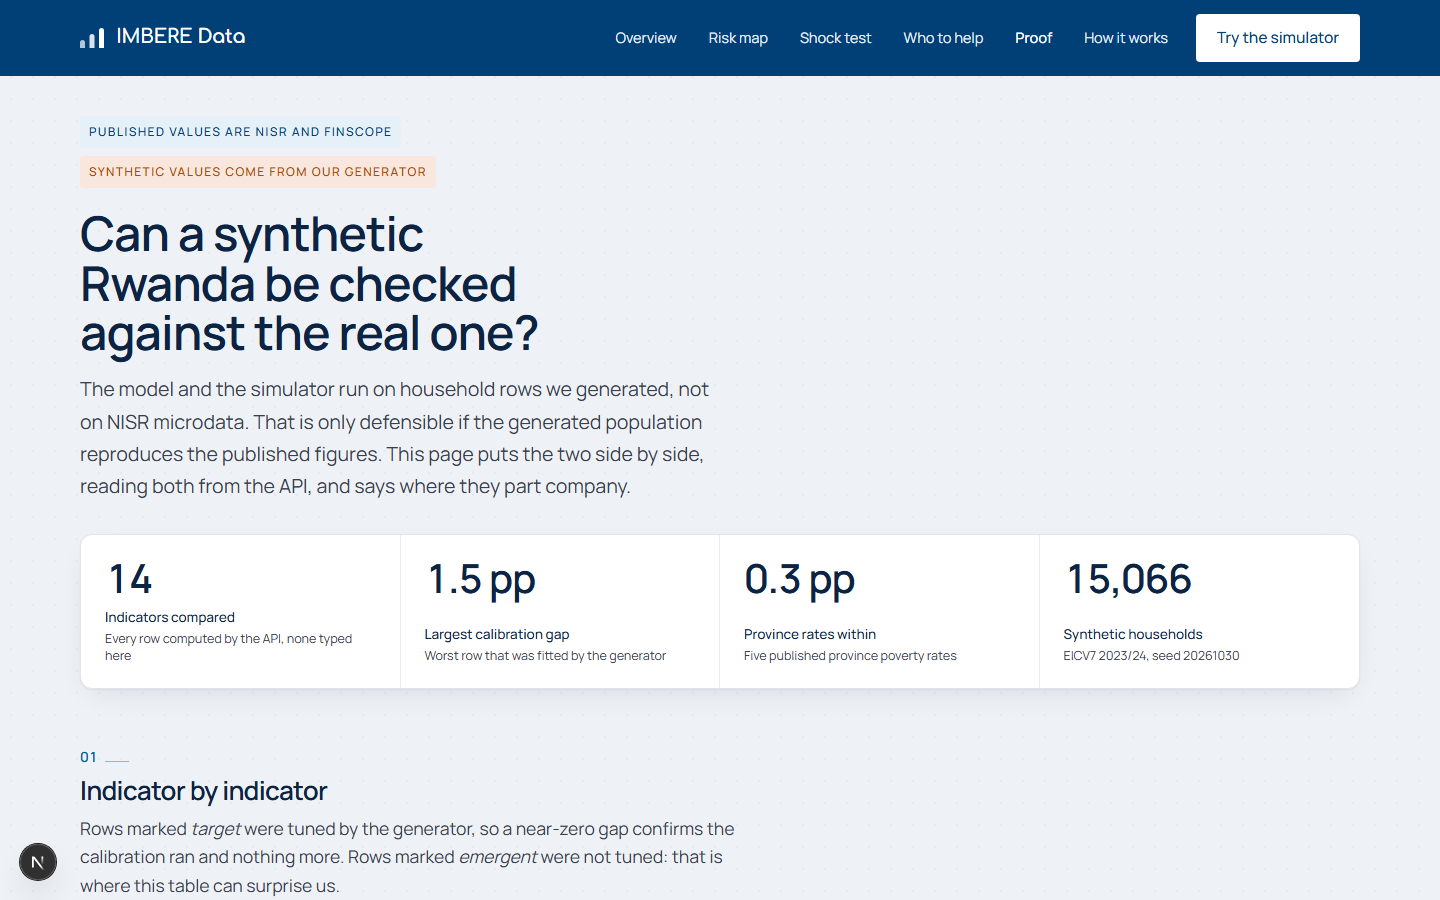 IMBERE Data
Overview
Risk map
Shock test
Who to help
Proof
How it works
Try the simulator
PUBLISHED VALUES ARE NISR AND FINSCOPE
SYNTHETIC VALUES COME FROM OUR GENERATOR
Can a synthetic
Rwanda be checked
against the real one?
The model and the simulator run on household rows we generated, not
on NISR microdata. That is only defensible if the generated population
reproduces the published figures. This page puts the two side by side,
reading both from the API, and says where they part company.
14
Indicators compared
Every row computed by the API, none typed
here
1.5 pp
Largest calibration gap
Worst row that was fitted by the generator
0.3 pp
Province rates within
Five published province poverty rates
15,066
Synthetic households
EICV7 2023/24, seed 20261030
01
Indicator by indicator
Rows marked target were tuned by the generator, so a near-zero gap confirms the
calibration ran and nothing more. Rows marked emergent were not tuned: that is
where this table can surprise us.
N